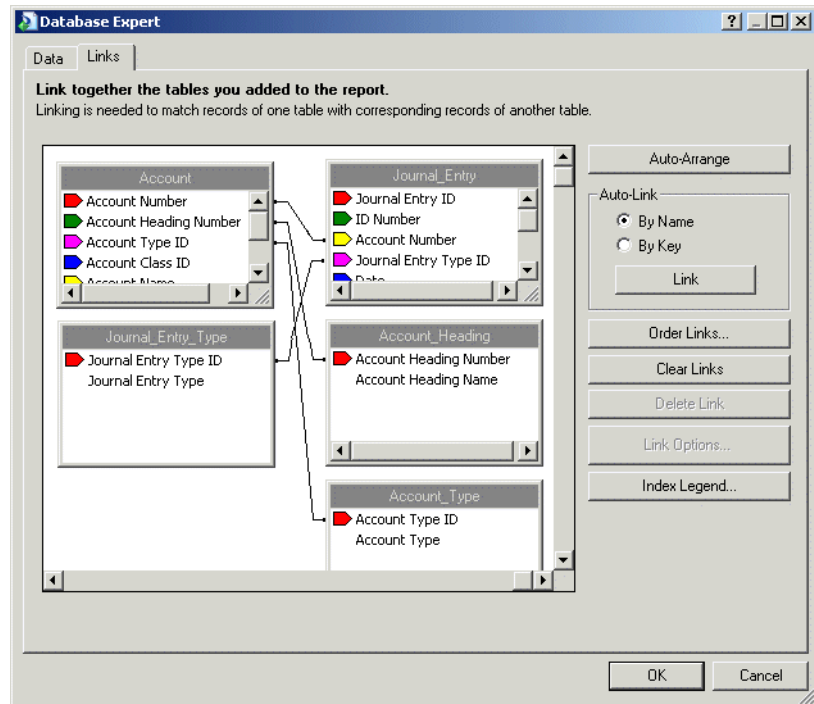 Database Expert
Data
Links
Link together the tables you added to the report.
Linking is needed to match records of one table with corresponding records of another table.
Account
Account Number
Account Heading Number
Account Type ID
Account Class ID
Account Name
Journal_Entry
Journal Entry ID
ID Number
Account Number
Journal Entry Type ID
Date
Journal_Entry_Type
Journal Entry Type ID
Journal Entry Type
Account_Heading
Account Heading Number
Account Heading Name
Account_Type
Account Type ID
Account Type
Auto-Arrange
Auto-Link
By Name
By Key
Link
Order Links...
Clear Links
Delete Link
Link Options...
Index Legend...
OK
Cancel